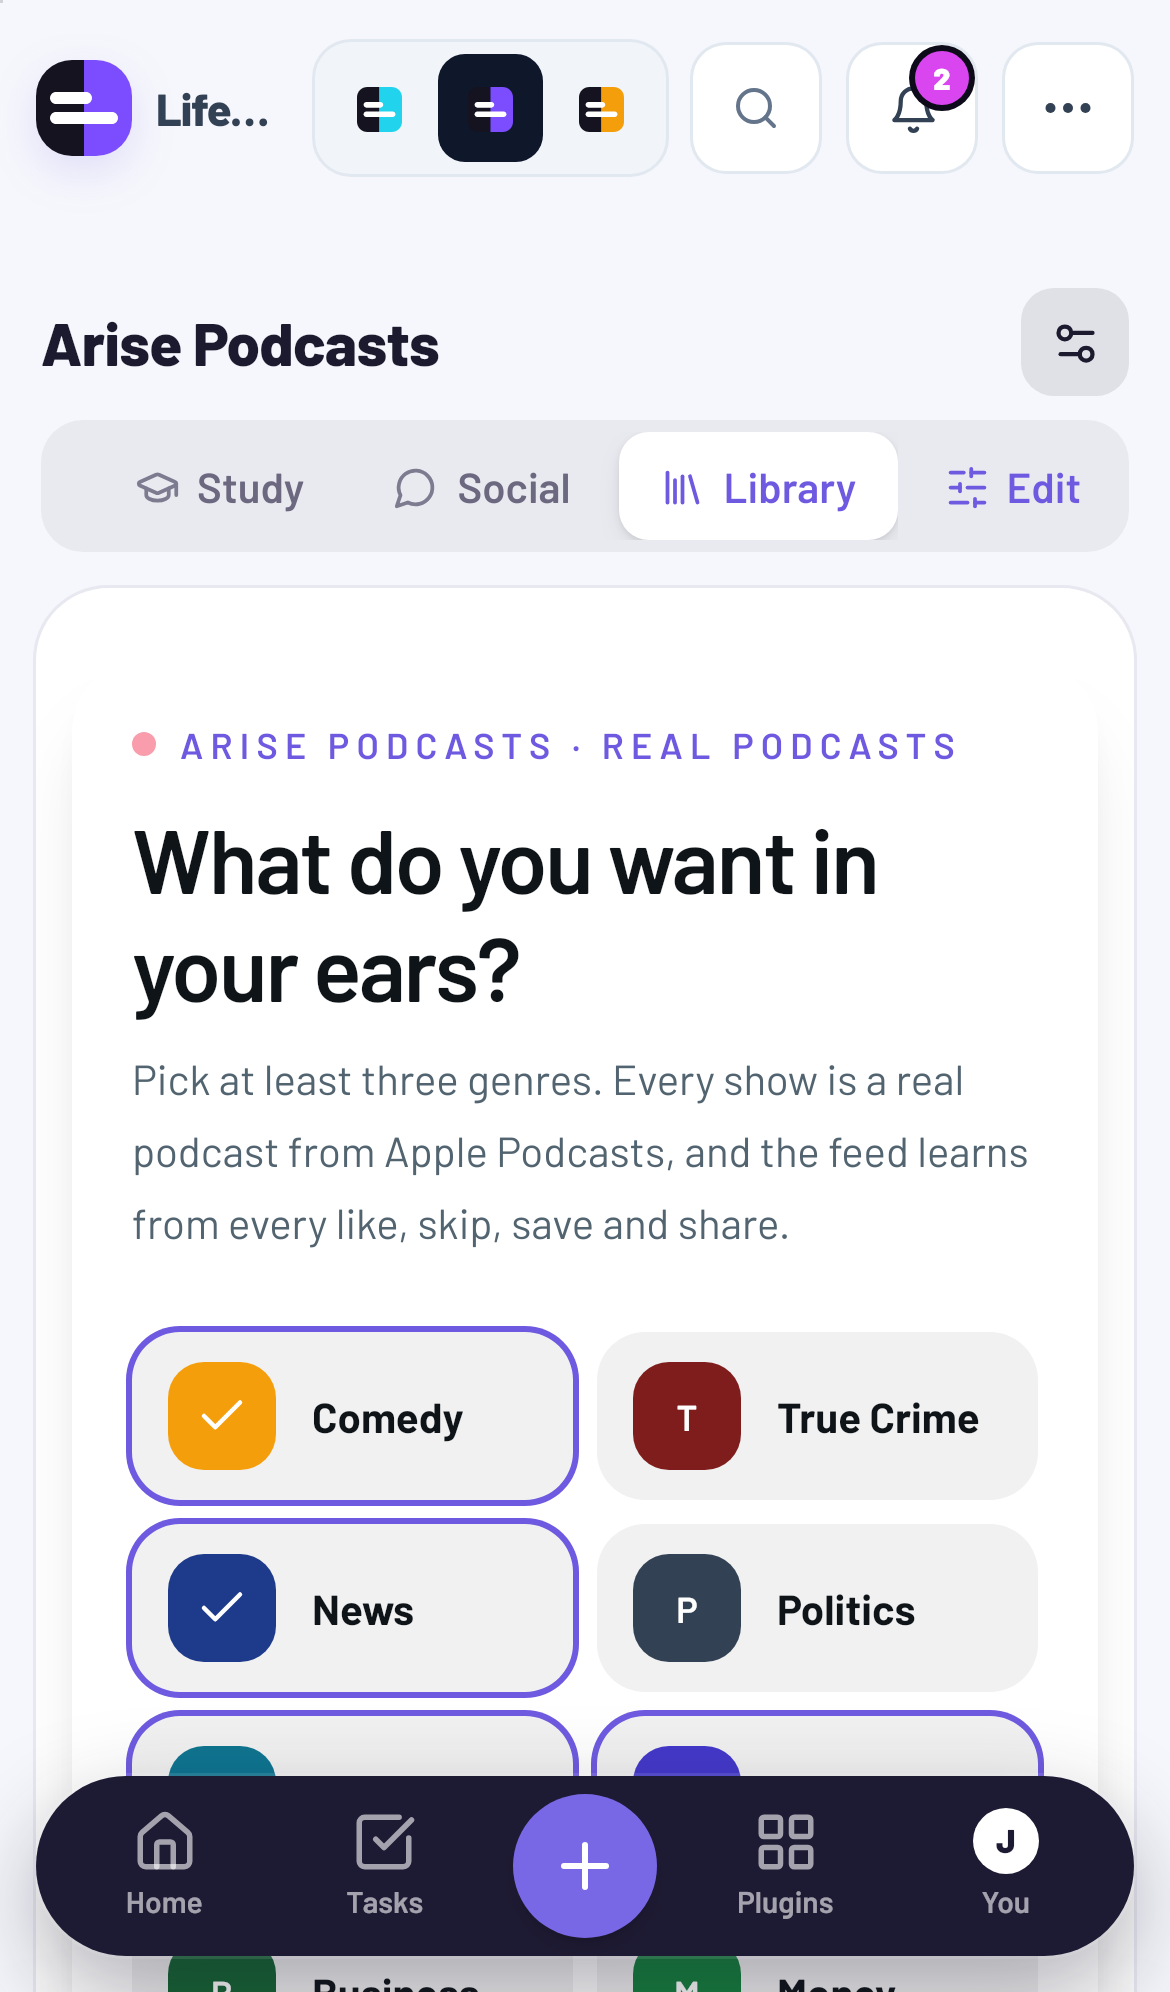 Life...
2
Arise Podcasts
Study
Social
Library
Edit
ARISE PODCASTS · REAL PODCASTS
What do you want in
your ears?
Pick at least three genres. Every show is a real
podcast from Apple Podcasts, and the feed learns
from every like, skip, save and share.
Comedy
T True Crime
News
P Politics
Home
Tasks
Plugins
J
You
B Business
M Money